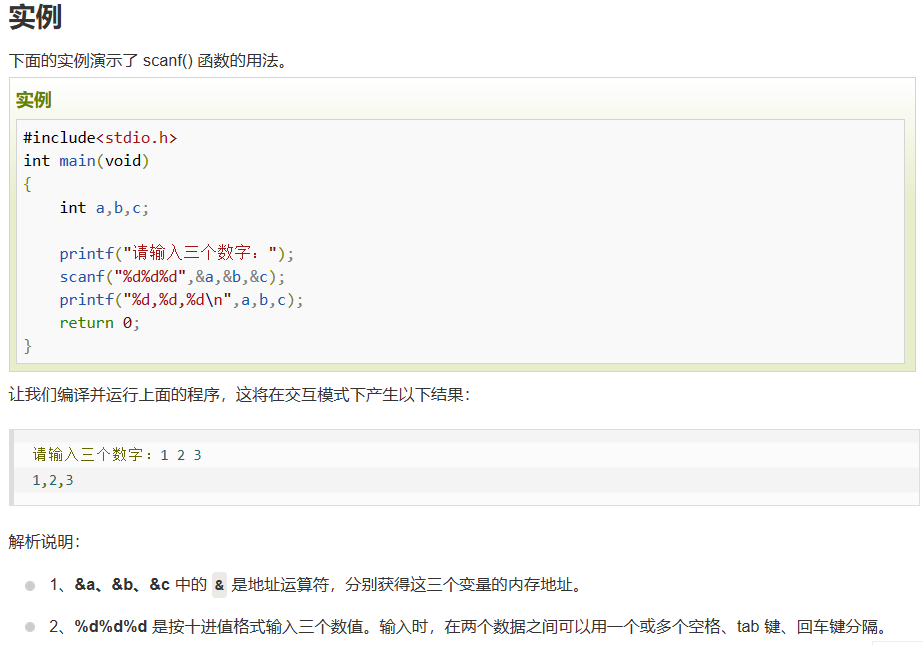 实例
下面的实例演示了 scanf() 函数的用法。
实例
#include<stdio.h>
int main(void)
{
    int a,b,c;
    printf("请输入三个数字：");
    scanf("%d%d%d",&a,&b,&c);
    printf("%d,%d,%d\n",a,b,c);
    return 0;
}
让我们编译并运行上面的程序，这将在交互模式下产生以下结果：
请输入三个数字：1 2 3
1,2,3
解析说明：
1、&a、&b、&c 中的 & 是地址运算符，分别获得这三个变量的内存地址。
2、%d%d%d 是按十进值格式输入三个数值。输入时，在两个数据之间可以用一个或多个空格、tab 键、回车键分隔。